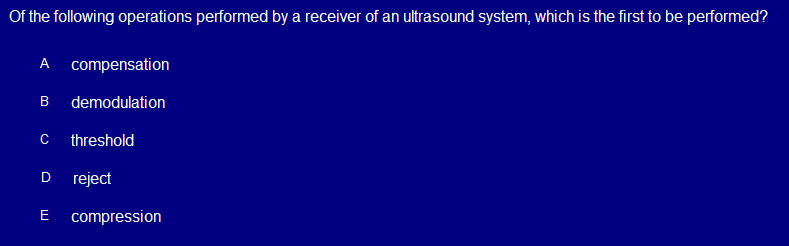 Of the following operations performed by a receiver of an ultrasound system, which is the first to be performed?
A compensation
B demodulation
C threshold
D reject
E compression